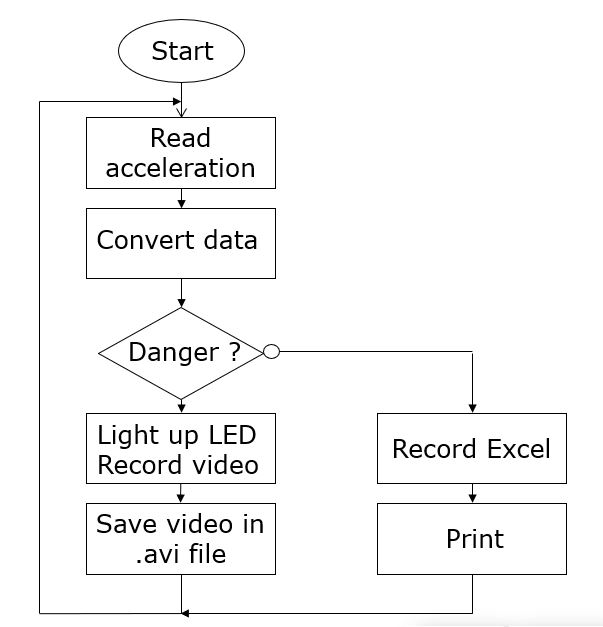 Start
Read
acceleration
Convert data
Danger ?
Light up LED
Record video
Record Excel
Save video in
.avi file
Print